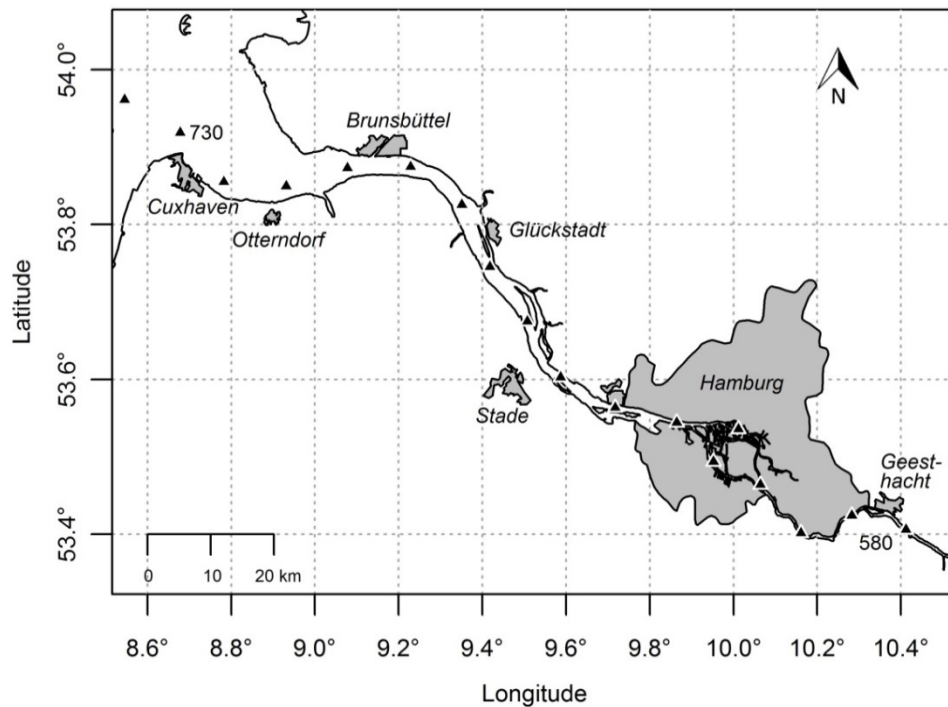 54.0°
53.8°
53.6°
53.4°
Latitude
730
Cuxhaven
Otterndorf
Brunsbüttel
Glückstadt
Stade
Hamburg
Geest-
hacht
580
N
0 10 20 km
8.6° 8.8° 9.0° 9.2° 9.4° 9.6° 9.8° 10.0° 10.2° 10.4°
Longitude